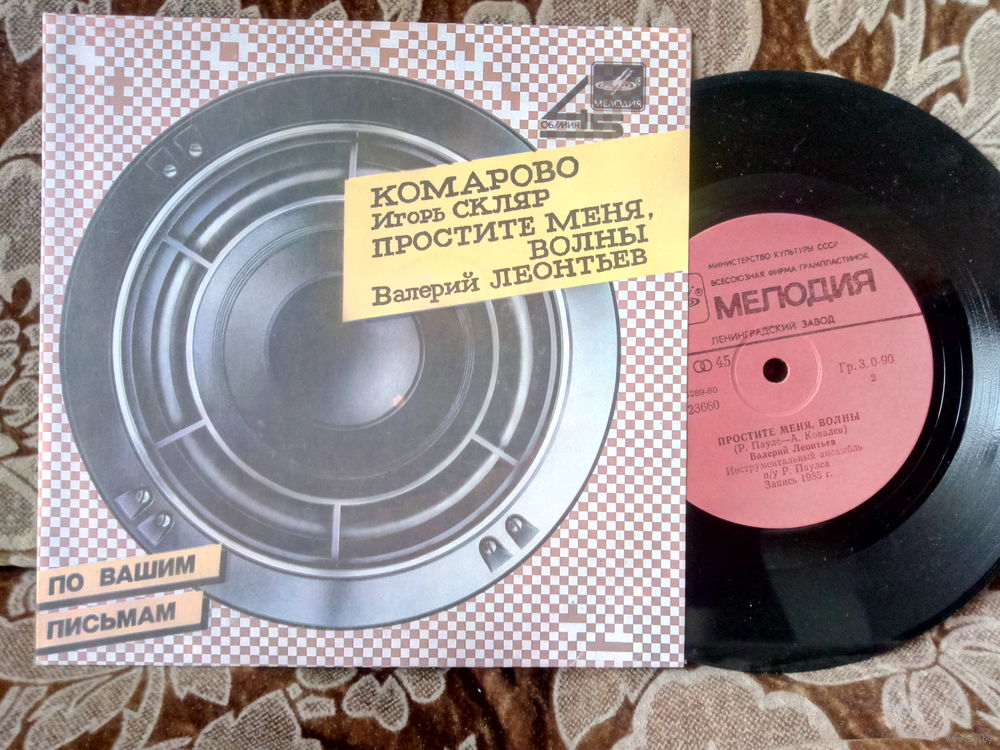 МЕЛОДИЯ
45
ОБ/МИН
КОМАРОВО
Игорь СКЛЯР
ПРОСТИТЕ МЕНЯ,
ВОЛНЫ
Валерий ЛЕОНТЬЕВ
ПО ВАШИМ
ПИСЬМАМ
МИНИСТЕРСТВО КУЛЬТУРЫ СССР
ВСЕСОЮЗНАЯ ФИРМА ГРАМПЛАСТИНОК
® МЕЛОДИЯ
ЛЕНИНГРАДСКИЙ ЗАВОД
45
Гр. 3. 0-90
2
5289-80
23660
ПРОСТИТЕ МЕНЯ, ВОЛНЫ
(Р. Паулс—А. Ковалев)
Валерий Леонтьев
Инструментальный ансамбль
п/у Р. Паулса
Запись 1985 г.